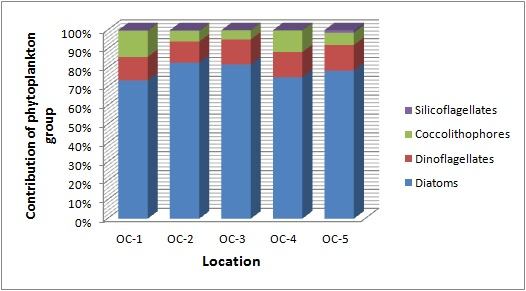 Contribution of phytoplankton
group
100%
90%
80%
70%
60%
50%
40%
30%
20%
10%
0%
OC-1 OC-2 OC-3 OC-4 OC-5
Location
Silicoflagellates
Coccolithophores
Dinoflagellates
Diatoms